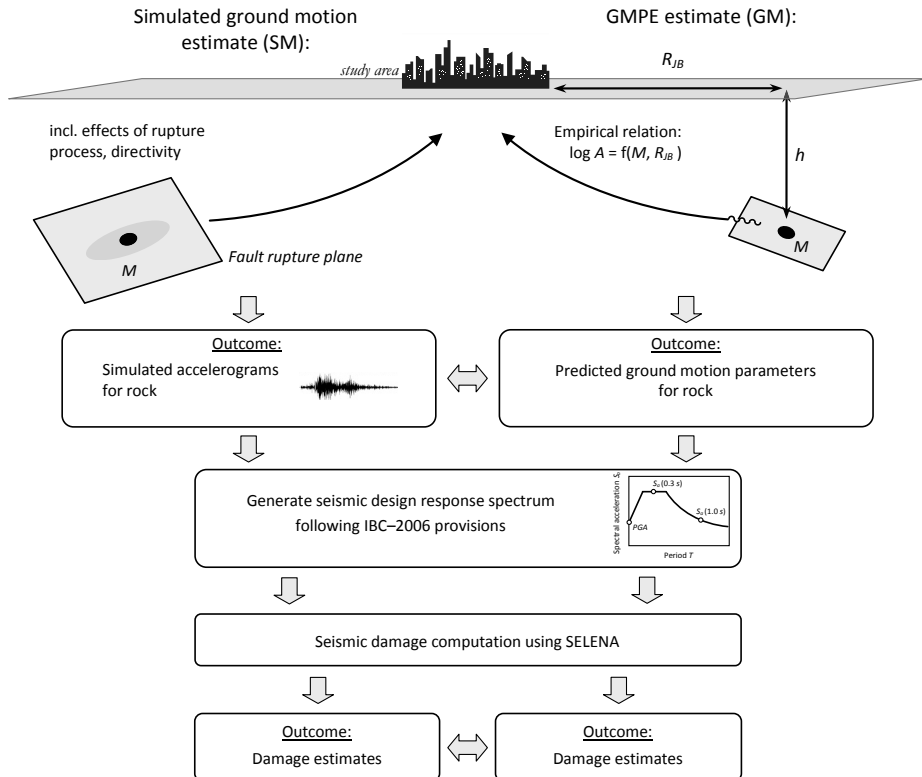 Simulated ground motion
estimate (SM):
GMPE estimate (GM):
study area
R_JB
incl. effects of rupture
process, directivity
Empirical relation:
log A = f(M, R_JB )
h
M
Fault rupture plane
M
Outcome:
Simulated accelerograms
for rock
Outcome:
Predicted ground motion parameters
for rock
Generate seismic design response spectrum
following IBC–2006 provisions
Spectral acceleration Sa
Sa (0.3 s)
Sa (1.0 s)
PGA
Period T
Seismic damage computation using SELENA
Outcome:
Damage estimates
Outcome:
Damage estimates